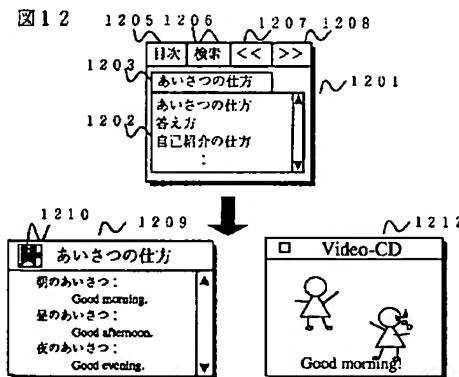 図12
1205 1206 1207 1208
目次 検索 << >>
1203
あいさつの仕方
1201
1202
あいさつの仕方
答え方
自己紹介の仕方
:
1210 1209
あいさつの仕方
朝のあいさつ:
Good morning.
昼のあいさつ:
Good afternoon.
夜のあいさつ:
Good evening.
1212
Video-CD
Good morning!